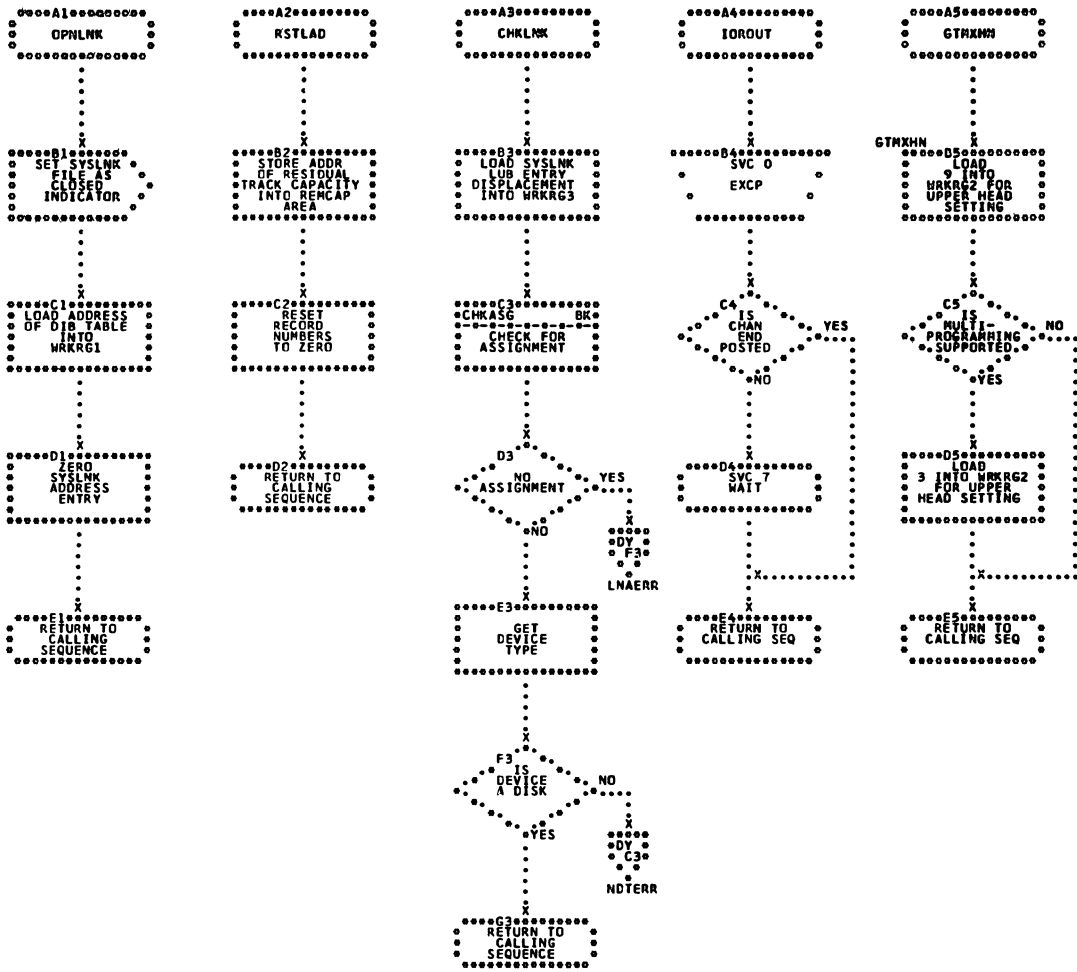 A1
OPNLNK
B1
SET SYSLNK
FILE AS
CLOSED
INDICATOR
C1
LOAD ADDRESS
OF DIB TABLE
INTO
WRKRG1
D1
ZERO
SYSLNK
ADDRESS
ENTRY
E1
RETURN TO
CALLING
SEQUENCE
A2
RSTLAD
B2
STORE ADDR
OF RESIDUAL
TRACK CAPACITY
INTO REMCAP
AREA
C2
RESET
RECORD
NUMBERS
TO ZERO
D2
RETURN TO
CALLING
SEQUENCE
A3
CHKLNK
B3
LOAD SYSLNK
LUB ENTRY
DISPLACEMENT
INTO WRKRG3
C3
CHKASG BK
CHECK FOR
ASSIGNMENT
D3
NO
ASSIGNMENT
YES
NO
DY
F3
LNAERR
E3
GET
DEVICE
TYPE
F3
IS
DEVICE
A DISK
NO
YES
DY
C3
NDTERR
G3
RETURN TO
CALLING
SEQUENCE
A4
IOROUT
B4
SVC 0
EXCP
C4
IS
CHAN
END
POSTED
YES
NO
D4
SVC 7
WAIT
X
E4
RETURN TO
CALLING SEQ
A5
GTMXHN
GTMXHN
B5
LOAD
9 INTO
WRKRG2 FOR
UPPER HEAD
SETTING
C5
IS
MULTI-
PROGRAMMING
SUPPORTED
NO
YES
D5
LOAD
3 INTO WRKRG2
FOR UPPER
HEAD SETTING
X
E5
RETURN TO
CALLING SEQ